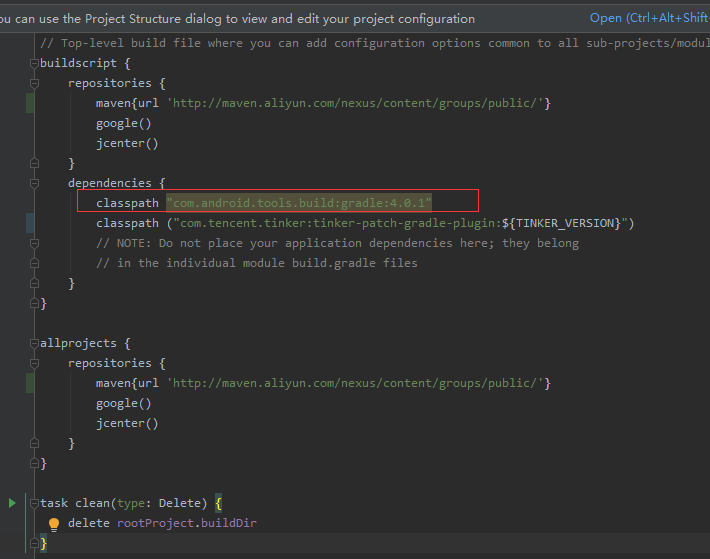 ou can use the Project Structure dialog to view and edit your project configuration Open (Ctrl+Alt+Shift
// Top-level build file where you can add configuration options common to all sub-projects/modul
buildscript {
    repositories {
        maven{url 'http://maven.aliyun.com/nexus/content/groups/public/'}
        google()
        jcenter()
    }
    dependencies {
        classpath "com.android.tools.build:gradle:4.0.1"
        classpath ("com.tencent.tinker:tinker-patch-gradle-plugin:${TINKER_VERSION}")
        // NOTE: Do not place your application dependencies here; they belong
        // in the individual module build.gradle files
    }
}
allprojects {
    repositories {
        maven{url 'http://maven.aliyun.com/nexus/content/groups/public/'}
        google()
        jcenter()
    }
}
task clean(type: Delete) {
    delete rootProject.buildDir
}